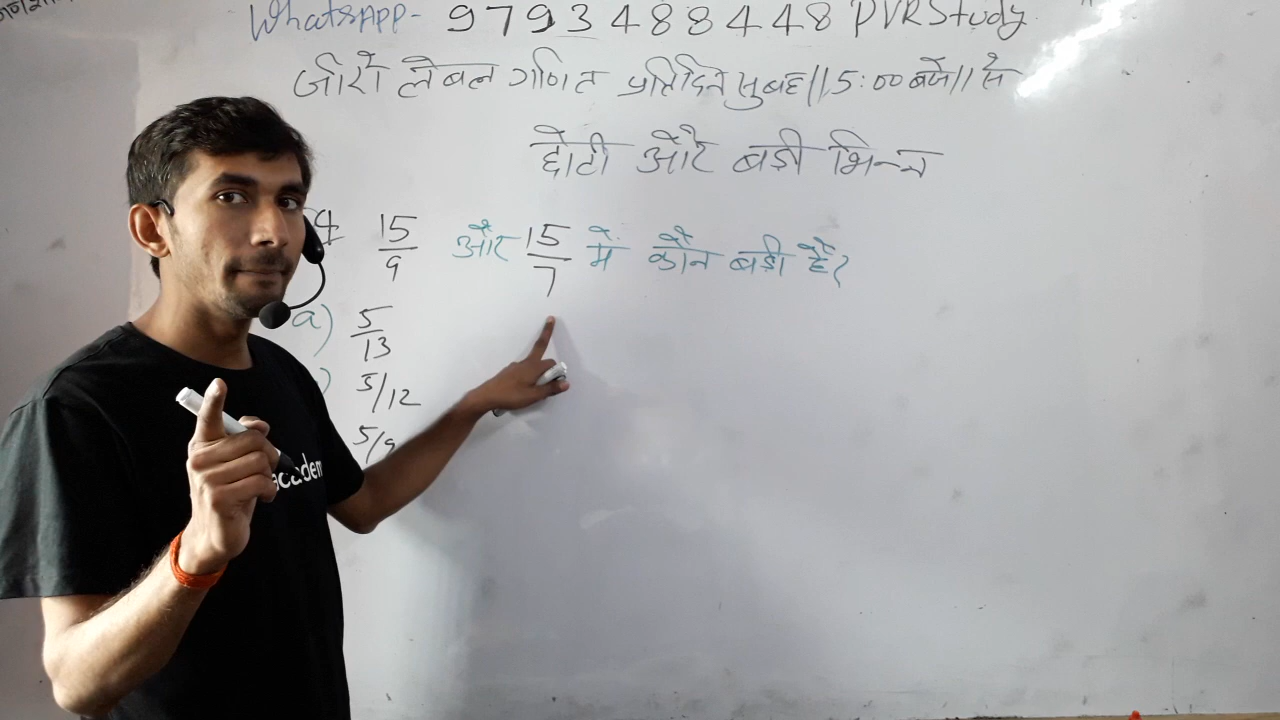 WhatsApp- 9793488448 PVRStudy
जीरो लेबल गणित प्रतिदिन सुबह//5:00 बजे// से
छोटी और बड़ी भिन्न
15/9 और 15/7 में कौन बड़ी है?
a) 5/13
5/12
5/9
academ